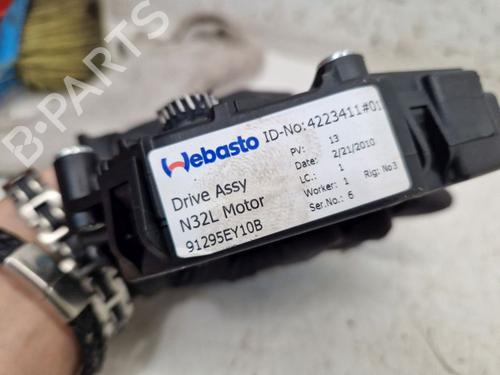 Webasto ID-No:4223411#01
Drive Assy
N32L Motor
91295EY10B
PV: 13
Date: 2/21/2010
LC.: 1
Worker: 1 Rig: No3
Ser.No.: 6
B-PARTS